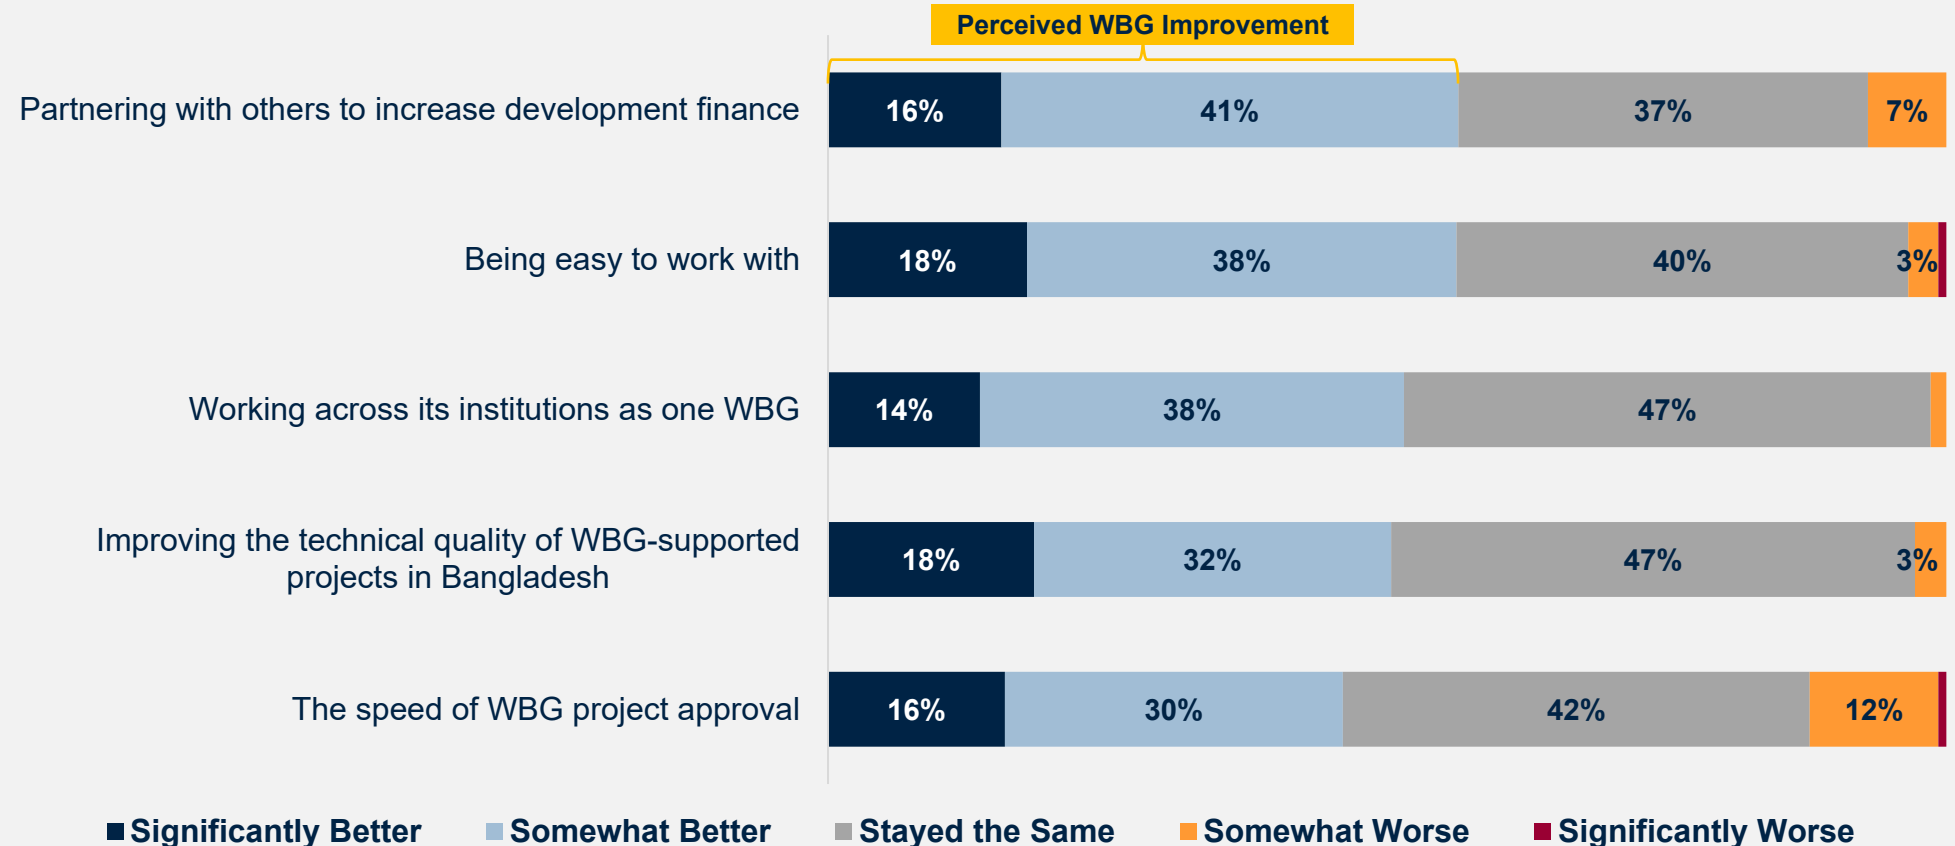 Perceived WBG Improvement
Partnering with others to increase development finance
16% 41% 37% 7%
Being easy to work with
18% 38% 40% 3%
Working across its institutions as one WBG
14% 38% 47%
Improving the technical quality of WBG-supported
projects in Bangladesh
18% 32% 47% 3%
The speed of WBG project approval
16% 30% 42% 12%
Significantly Better Somewhat Better Stayed the Same Somewhat Worse Significantly Worse